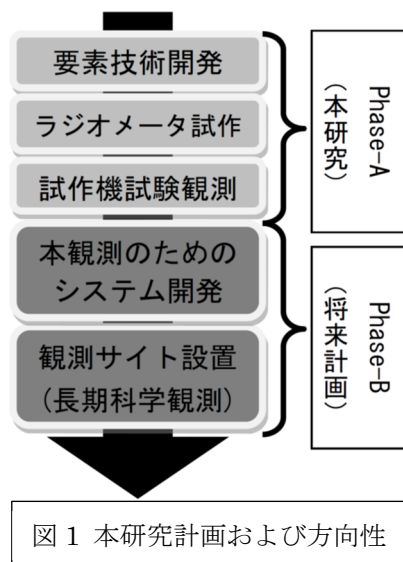 要素技術開発
ラジオメータ試作
試作機試験観測
Phase-A
(本研究)
本観測のための
システム開発
観測サイト設置
(長期科学観測)
Phase-B
(将来計画)
図 1 本研究計画および方向性